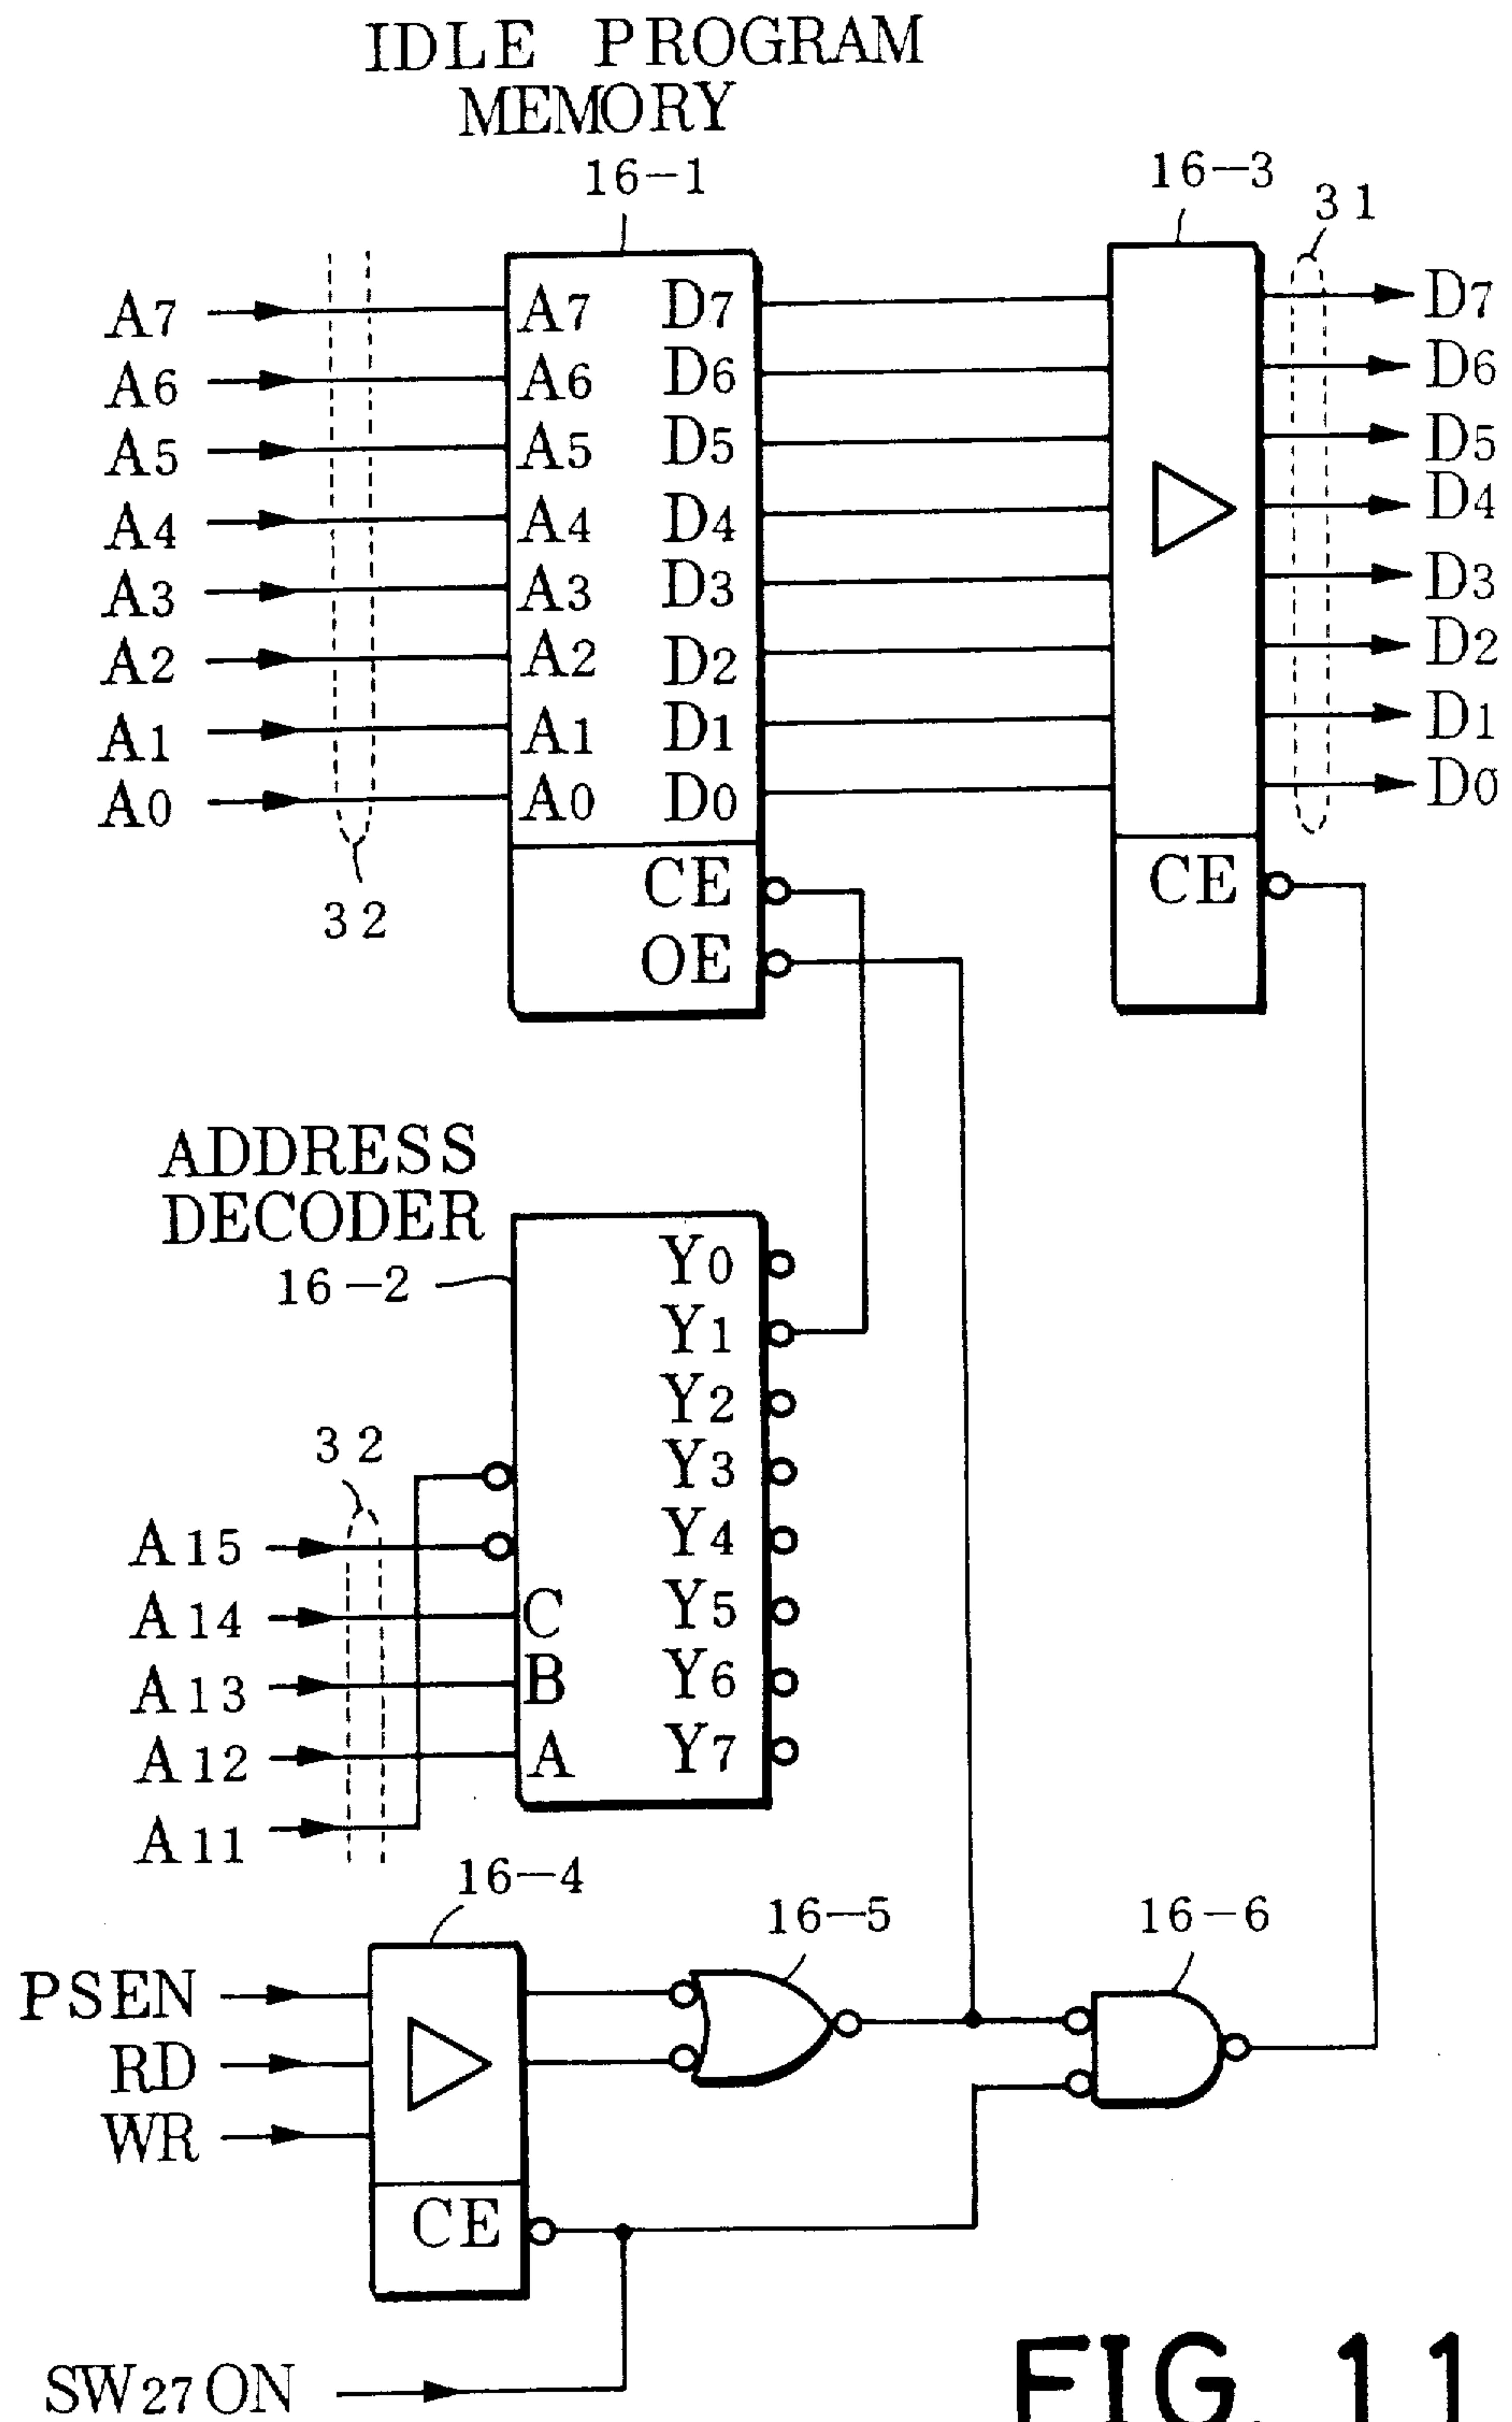 IDLE PROGRAM
MEMORY
16-1
16-3
31
A7 A7 D7 D7
A6 A6 D6 D6
A5 A5 D5 D5
A4 A4 D4 D4
A3 A3 D3 D3
A2 A2 D2 D2
A1 A1 D1 D1
A0 A0 D0 D0
CE CE
32
OE
ADDRESS
DECODER
16-2
Y0
Y1
Y2
32
Y3
A15 Y4
A14 C Y5
A13 B Y6
A12 A Y7
A11
16-4
16-5
16-6
PSEN
RD
WR
CE
SW27ON
FIG. 11